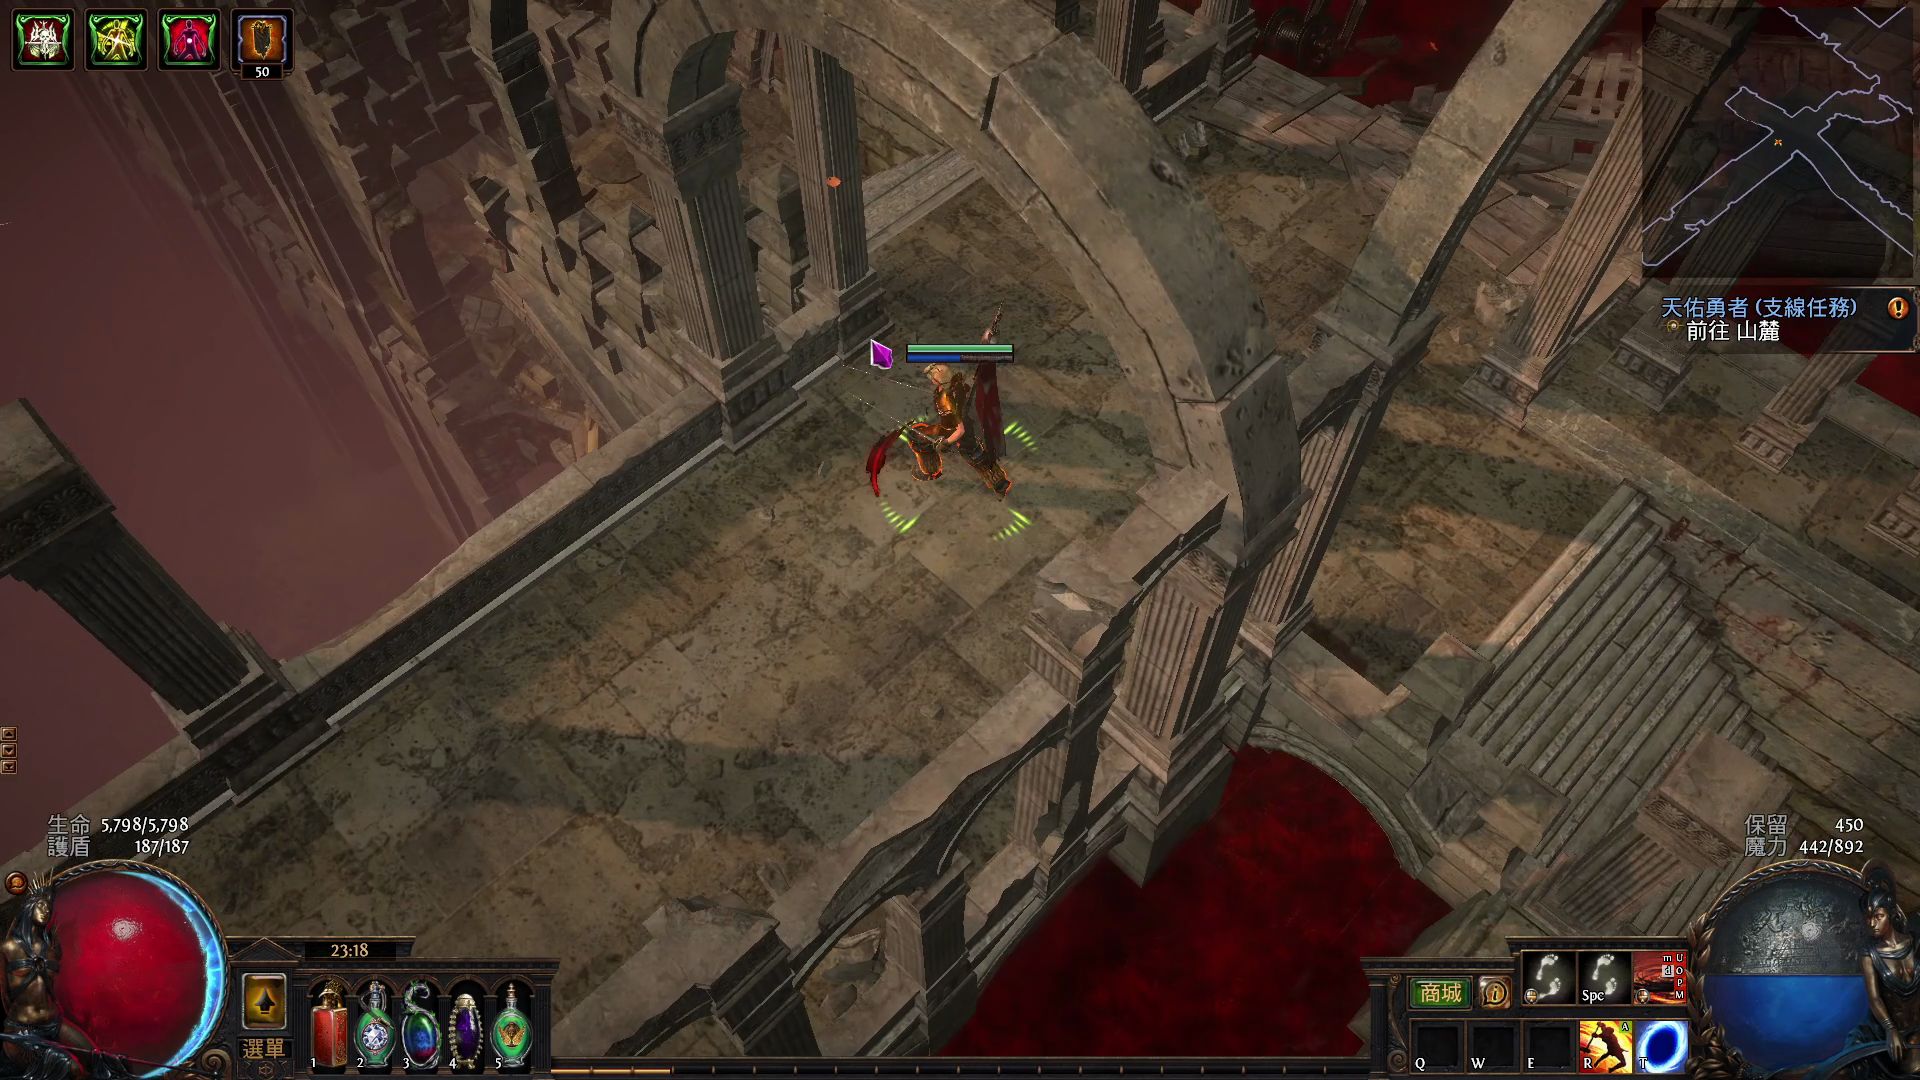 50
天佑勇者 (支線任務)
前往 山麓
生命 5,798/5,798
護盾 187/187
保留 450
魔力 442/892
23:18
選單
1
2
3
4
5
商城
Spc
m U
d O
P
M
Q
W
E
R
A
T